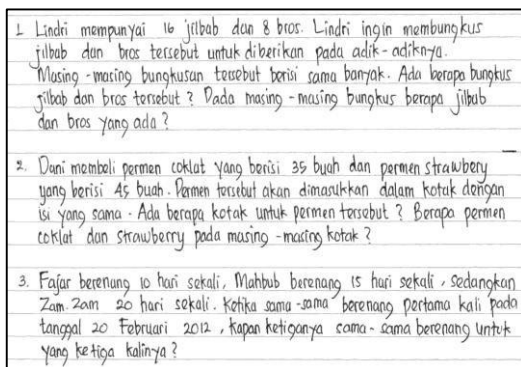 1 Lindri mempunyai 16 jilbab dan 8 bros. Lindri ingin membungkus
jilbab dan bros tersebut untuk diberikan pada adik-adiknya.
Masing-masing bungkusan tersebut berisi sama banyak. Ada berapa bungkus
jilbab dan bros tersebut? Pada masing-masing bungkus berapa jilbab
dan bros yang ada?
2. Dani membeli permen coklat yang berisi 35 buah dan permen strawbery
yang berisi 45 buah. Permen tersebut akan dimasukkan dalam kotak dengan
isi yang sama. Ada berapa kotak untuk permen tersebut? Berapa permen
coklat dan strawberry pada masing-masing kotak?
3. Fajar berenang 10 hari sekali, Mahbub berenang 15 hari sekali, sedangkan
Zam.Zam 20 hari sekali. Ketika sama-sama berenang pertama kali pada
tanggal 20 Februari 2012, kapan ketiganya sama-sama berenang untuk
yang ketiga kalinya?